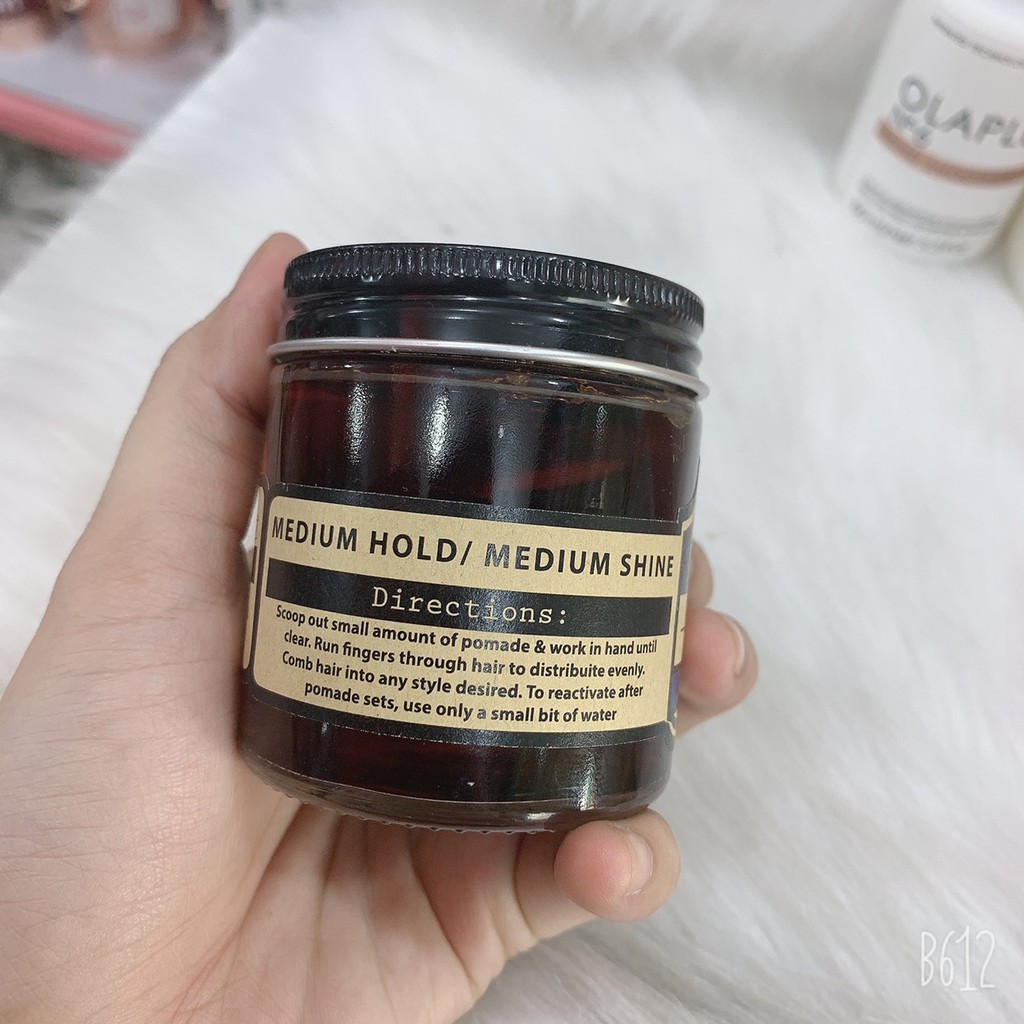 OLAPL
MEDIUM HOLD/ MEDIUM SHINE
Directions:
Scoop out small amount of pomade & work in hand until
clear. Run fingers through hair to distribuite evenly.
Comb hair into any style desired. To reactivate after
pomade sets, use only a small bit of water
B612